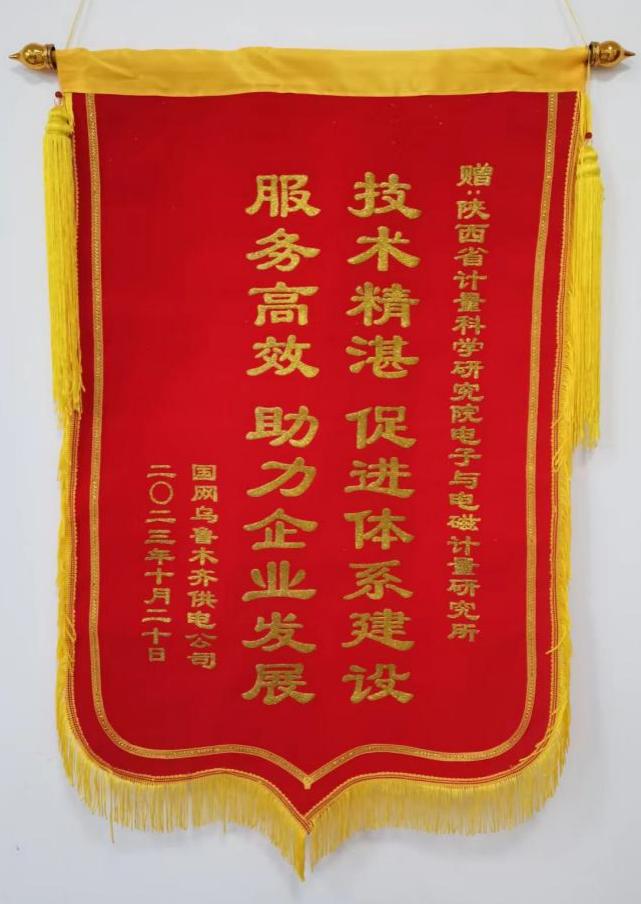 赠:陕西省计量科学研究院电子与电磁计量研究所
技术精湛 促进体系建设
服务高效 助力企业发展
国网乌鲁木齐供电公司
二〇二三年十月二十日